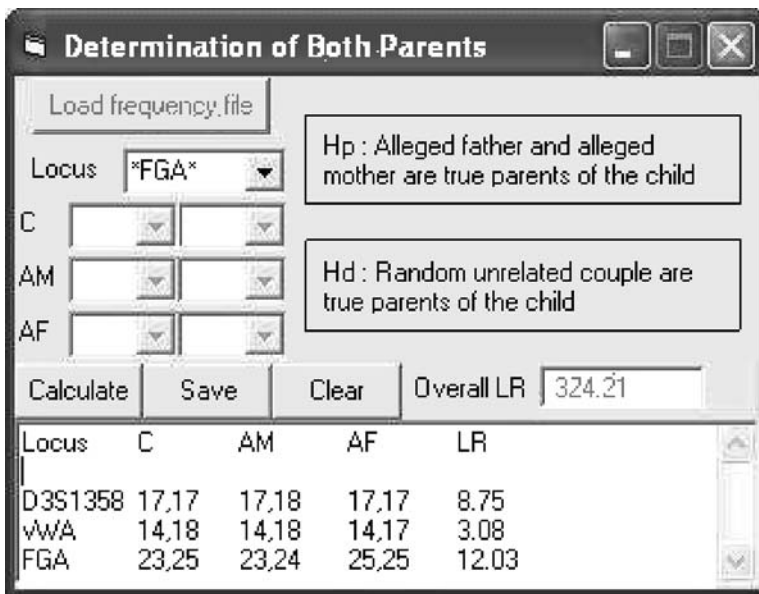 Determination of Both Parents
Load frequency file
Hp : Alleged father and alleged
mother are true parents of the child
Locus *FGA*
C
Hd : Random unrelated couple are
true parents of the child
AM
AF
Calculate Save Clear Overall LR 324.21
Locus C AM AF LR
D3S1358 17,17 17,18 17,17 8.75
vWA 14,18 14,18 14,17 3.08
FGA 23,25 23,24 25,25 12.03